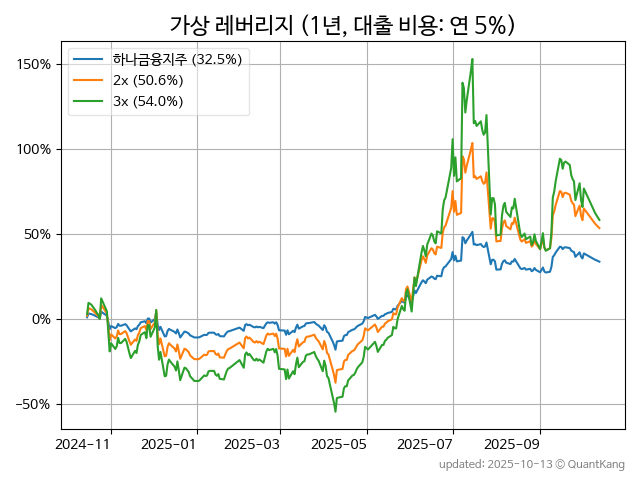 가상 레버리지 (1년, 대출 비용: 연 5%)
하나금융지주 (32.5%)
2x (50.6%)
3x (54.0%)
150%
100%
50%
0%
−50%
2024-11 2025-01 2025-03 2025-05 2025-07 2025-09
updated: 2025-10-13 © QuantKang